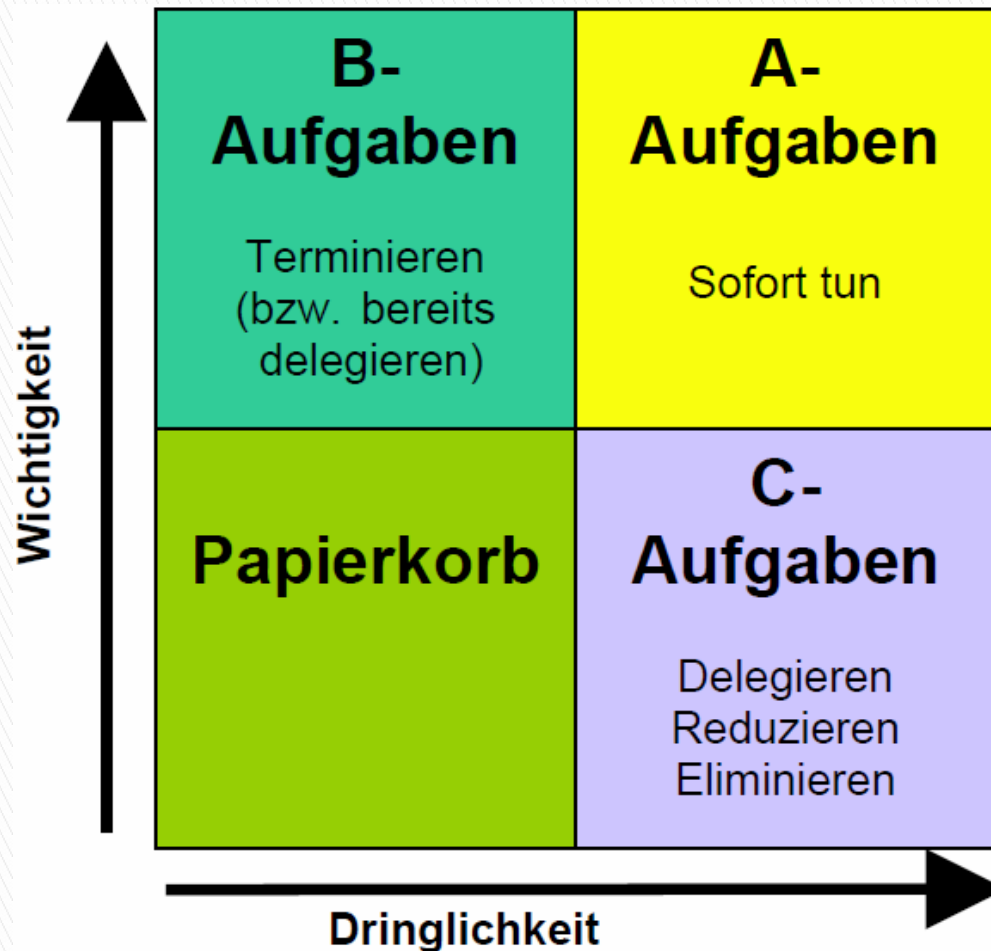 B-
Aufgaben
Terminieren
(bzw. bereits
delegieren)
A-
Aufgaben
Sofort tun
Wichtigkeit
Papierkorb
C-
Aufgaben
Delegieren
Reduzieren
Eliminieren
Dringlichkeit